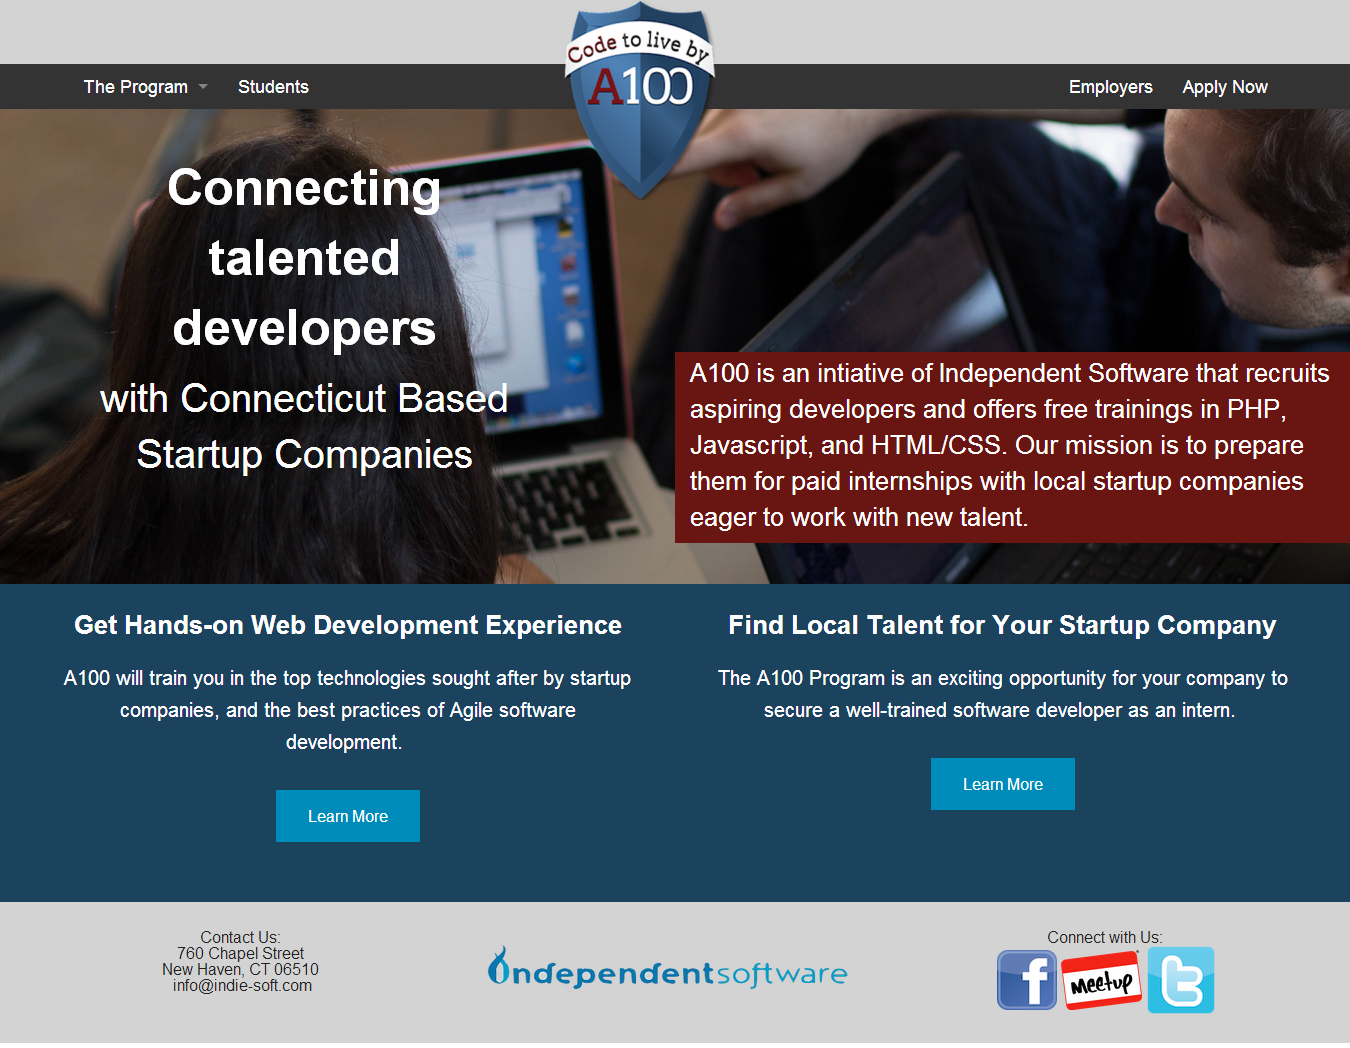 Code to live by
A100
The Program
Students
Employers
Apply Now
Connecting
talented
developers
with Connecticut Based
Startup Companies
A100 is an intiative of Independent Software that recruits
aspiring developers and offers free trainings in PHP,
Javascript, and HTML/CSS. Our mission is to prepare
them for paid internships with local startup companies
eager to work with new talent.
Get Hands-on Web Development Experience
A100 will train you in the top technologies sought after by startup
companies, and the best practices of Agile software
development.
Learn More
Find Local Talent for Your Startup Company
The A100 Program is an exciting opportunity for your company to
secure a well-trained software developer as an intern.
Learn More
Contact Us:
760 Chapel Street
New Haven, CT 06510
info@indie-soft.com
independentsoftware
Connect with Us:
f
Meetup
t